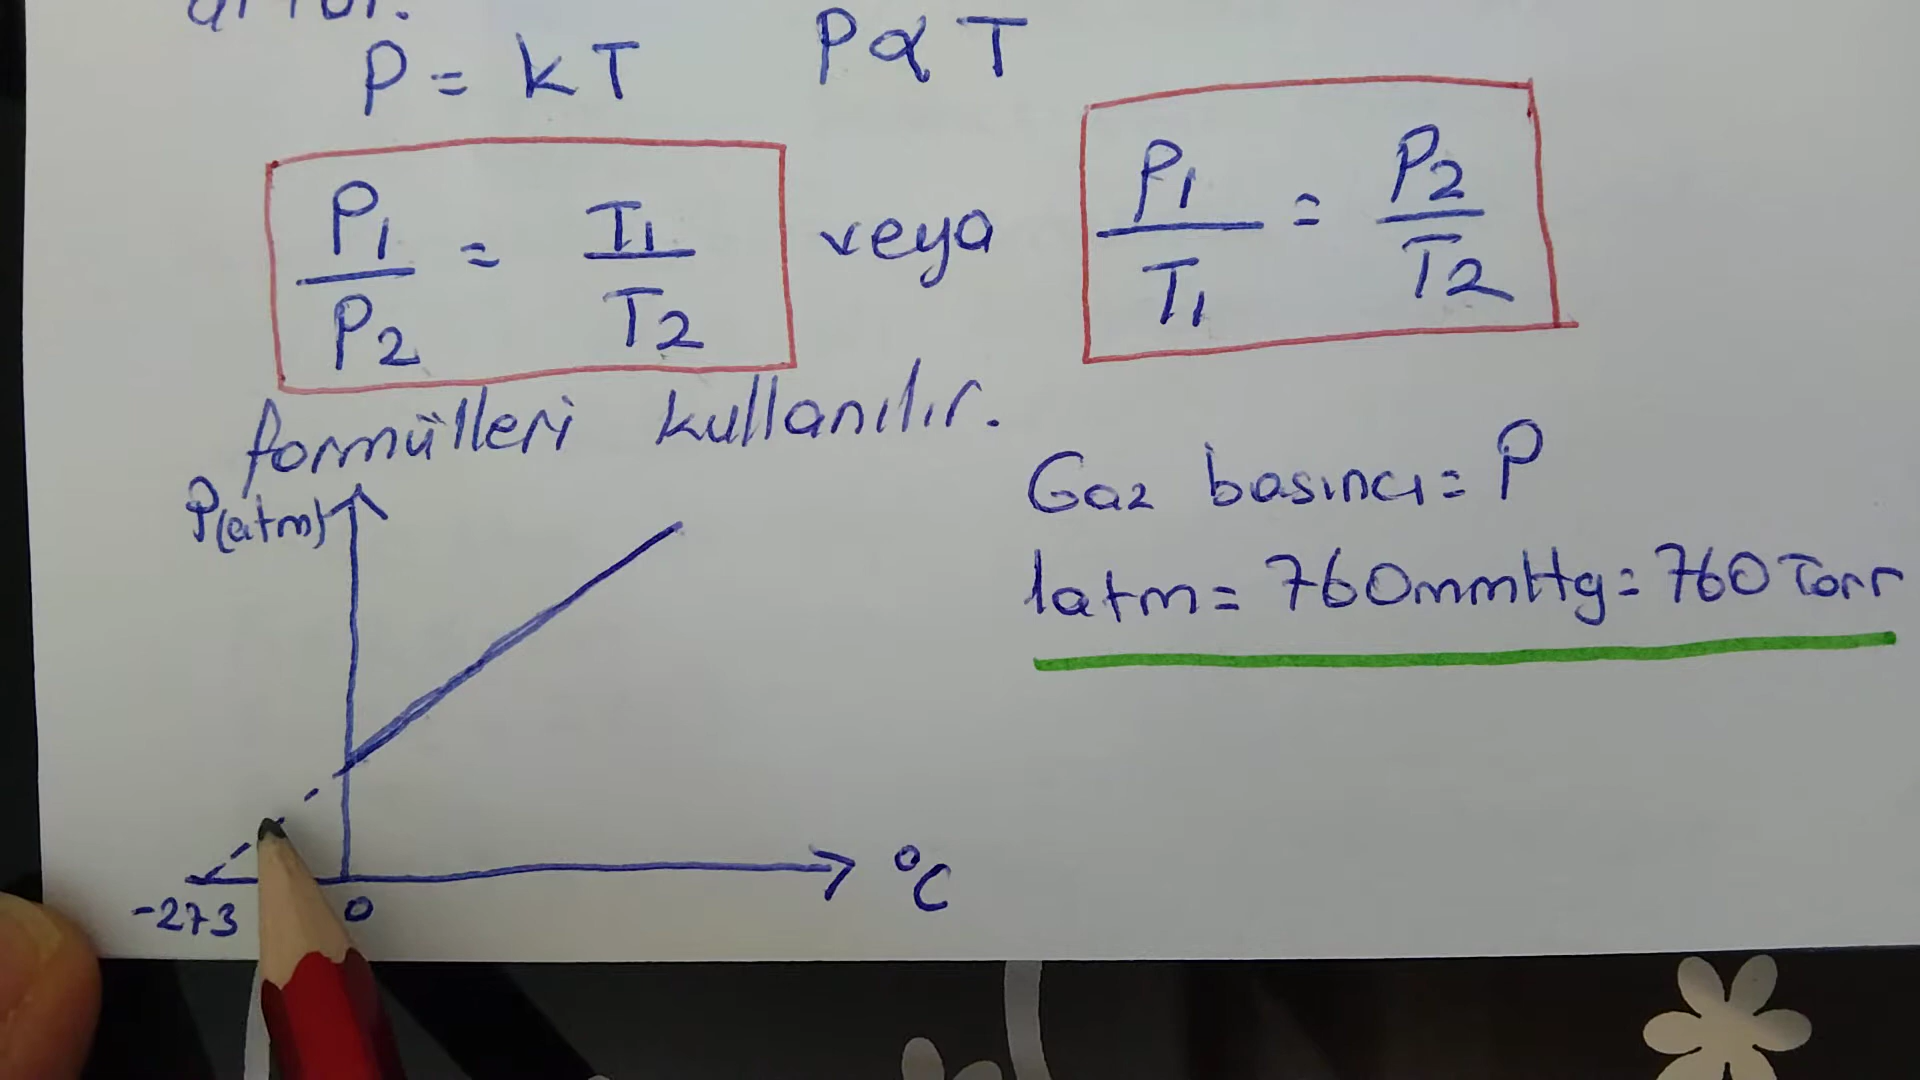 P = kT P ∝ T
P1/P2 = T1/T2 veya P1/T1 = P2/T2
formülleri kullanılır.
P(atm)
-273 0 °C
Gaz basıncı = P
1atm = 760mmHg = 760 Torr